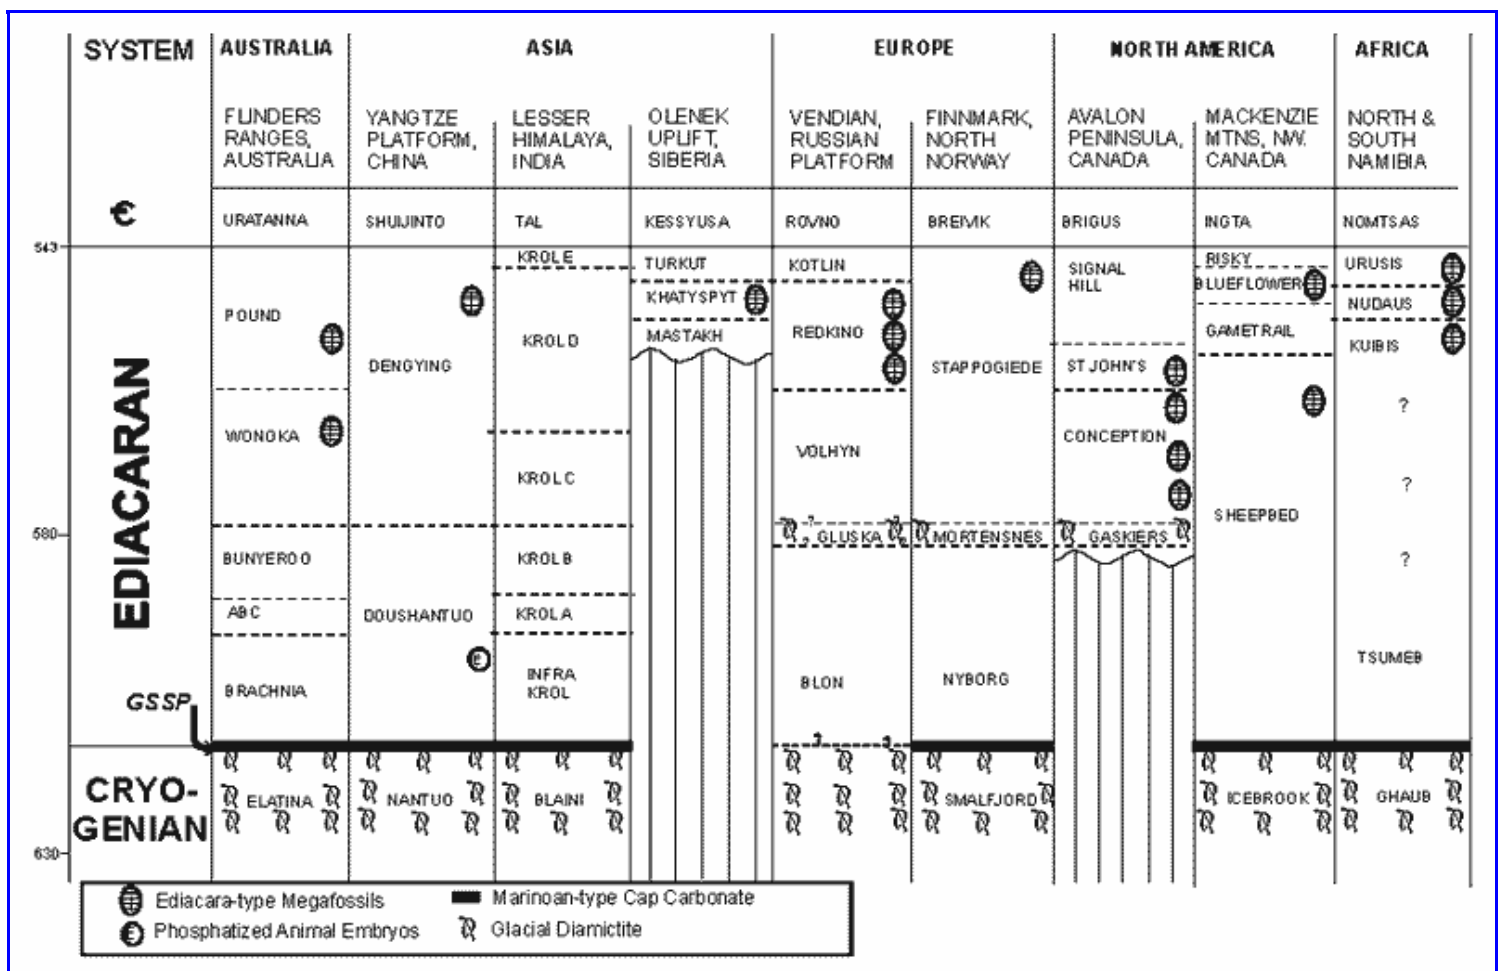 SYSTEM
AUSTRALIA
ASIA
EUROPE
NORTH AMERICA
AFRICA
FLINDERS
RANGES,
AUSTRALIA
YANGTZE
PLATFORM,
CHINA
LESSER
HIMALAYA,
INDIA
OLENEK
UPLIFT,
SIBERIA
VENDIAN,
RUSSIAN
PLATFORM
FINNMARK,
NORTH
NORWAY
AVALON
PENINSULA,
CANADA
MACKENZIE
MTNS, NW.
CANADA
NORTH &
SOUTH
NAMIBIA
€
URATANNA
SHUIJINTO
TAL
KESSYUSA
ROVNO
BREIVIK
BRIGUS
INGTA
NOMTSAS
543
EDIACARAN
POUND
WONOKA
BUNYEROO
ABC
BRACHNIA
DENGYING
DOUSHANTUO
E
KROL E
KROL D
KROL C
KROL B
KROL A
INFRA
KROL
TURKUT
KHATYSPYT
MASTAKH
KOTLIN
REDKINO
VOLHYN
?
? GLUSKA
BLON
? ?
STAPPOGIEDE
MORTENSNES
NYBORG
SIGNAL
HILL
ST JOHN'S
CONCEPTION
GASKIERS
RISKY
BLUEFLOWER
GAMETRAIL
SHEEPBED
URUSIS
NUDAUS
KUIBIS
?
?
?
TSUMEB
580
GSSP
CRYO-
GENIAN
ELATINA
NANTUO
BLAINI
SMALFJORD
ICEBROOK
GHAUB
630
Ediacara-type Megafossils
Marinoan-type Cap Carbonate
E Phosphatized Animal Embryos
Glacial Diamictite